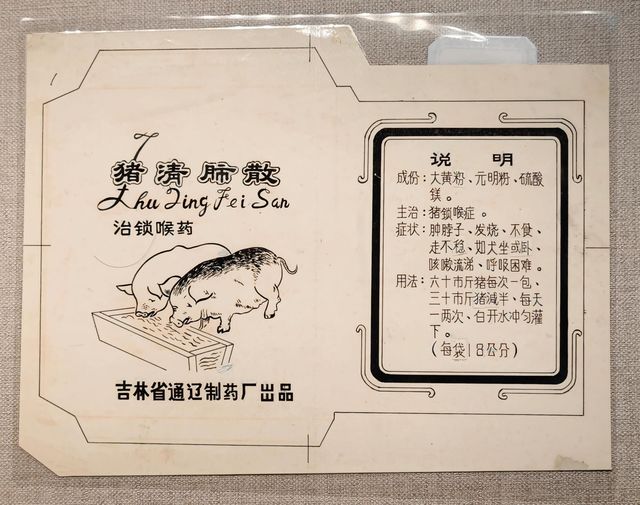 猪清肺散
Zhu Jing Fei San
治锁喉药
吉林省通辽制药厂出品
说 明
成份：大黄粉、元明粉、硫酸
镁。
主治：猪锁喉症。
症状：肿脖子、发烧、不食、
走不稳、如犬坐或卧、
咳嗽流涕、呼吸困难。
用法：六十市斤猪每次一包、
三十市斤猪减半、每天
一两次、白开水冲匀灌
下。
（每袋18公分）